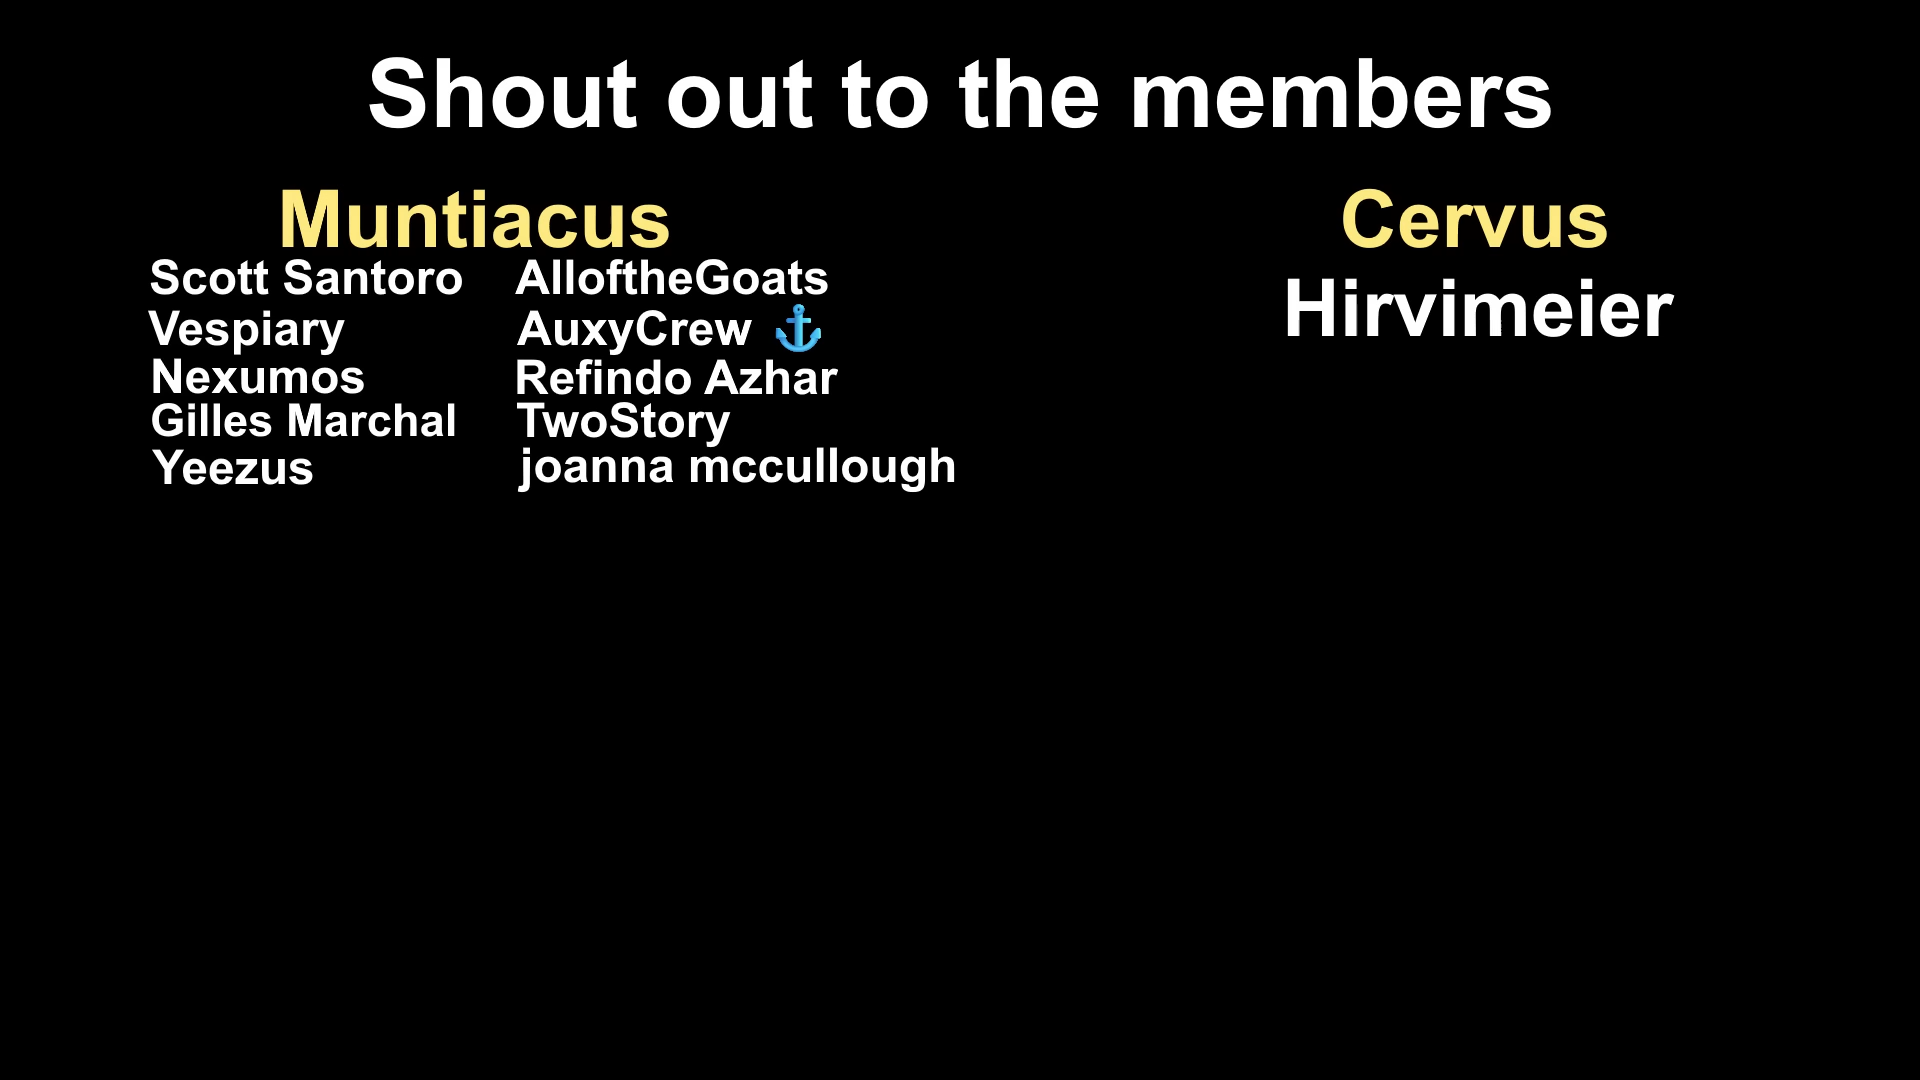 Shout out to the members
Muntiacus
Scott Santoro
Vespiary
Nexumos
Gilles Marchal
Yeezus
AlloftheGoats
AuxyCrew ⚓
Refindo Azhar
TwoStory
joanna mccullough
Cervus
Hirvimeier